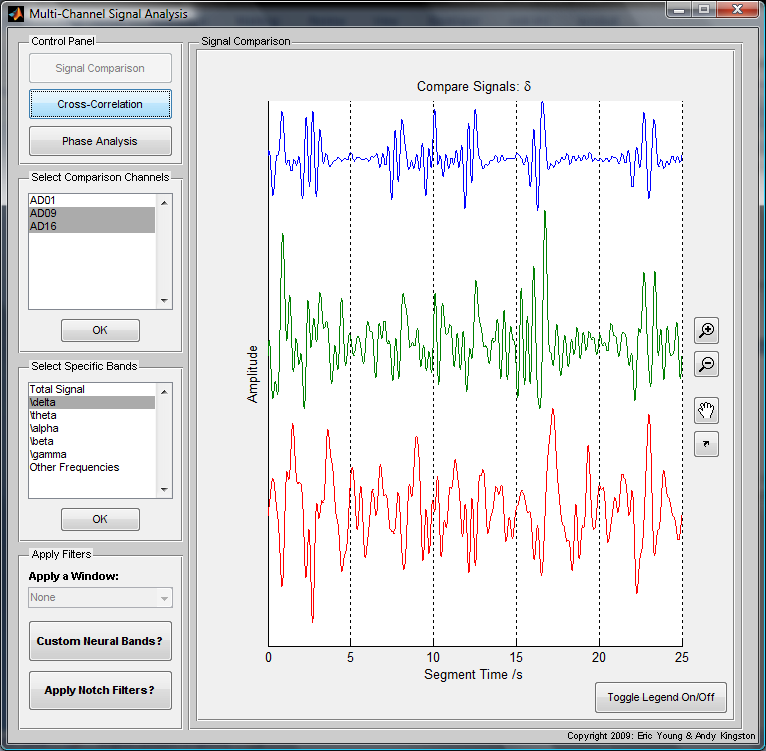 Multi-Channel Signal Analysis
Control Panel
Signal Comparison
Cross-Correlation
Phase Analysis
Select Comparison Channels
AD01
AD09
AD16
OK
Select Specific Bands
Total Signal
\delta
\theta
\alpha
\beta
\gamma
Other Frequencies
OK
Apply Filters
Apply a Window:
None
Custom Neural Bands?
Apply Notch Filters?
Signal Comparison
Compare Signals: δ
Amplitude
0 5 10 15 20 25
Segment Time /s
Toggle Legend On/Off
Copyright 2009: Eric Young & Andy Kingston